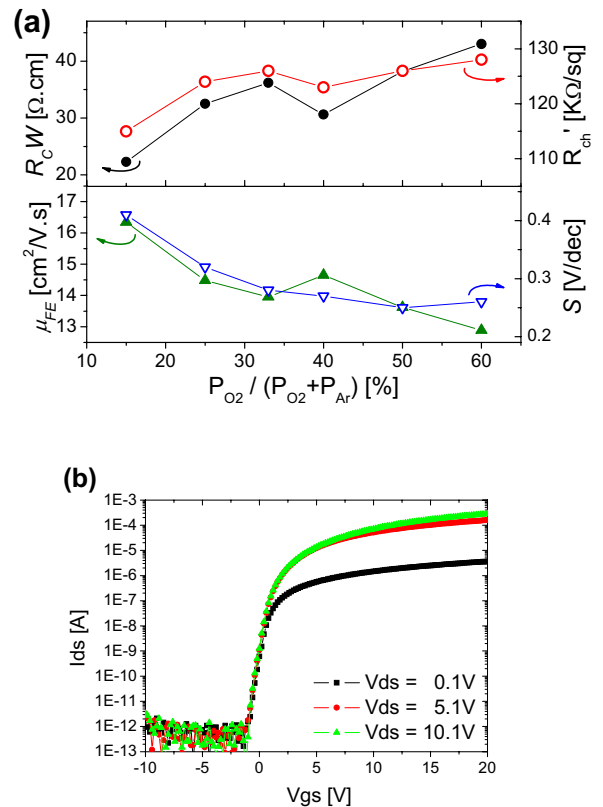 (a)
40
30
20
R_C W [Ω.cm]
130
120
110
R_ch' [KΩ/sq]
17
16
15
14
13
μ_FE [cm²/V.s]
0.4
0.3
0.2
S [V/dec]
10 20 30 40 50 60
P_O2 / (P_O2+P_Ar) [%]
(b)
1E-3
1E-4
1E-5
1E-6
1E-7
1E-8
1E-9
1E-10
1E-11
1E-12
1E-13
Ids [A]
Vds = 0.1V
Vds = 5.1V
Vds = 10.1V
-10 -5 0 5 10 15 20
Vgs [V]